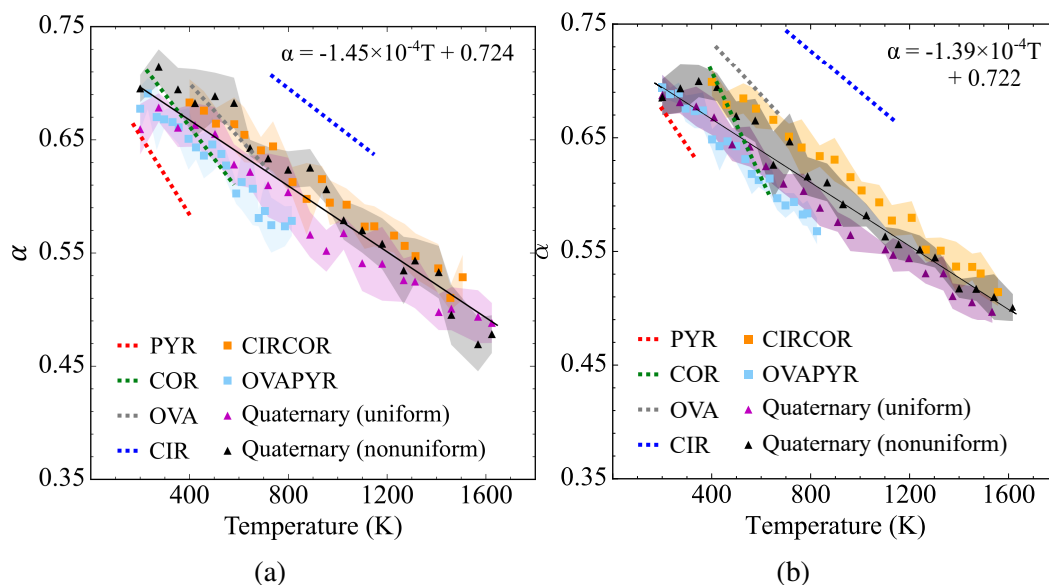 α = -1.45×10⁻⁴T + 0.724
0.75
0.65
0.55
0.45
0.35
α
PYR
COR
OVA
CIR
CIRCOR
OVAPYR
Quaternary (uniform)
Quaternary (nonuniform)
400 800 1200 1600
Temperature (K)
(a)
α = -1.39×10⁻⁴T
+ 0.722
0.75
0.65
0.55
0.45
0.35
α
PYR
COR
OVA
CIR
CIRCOR
OVAPYR
Quaternary (uniform)
Quaternary (nonuniform)
400 800 1200 1600
Temperature (K)
(b)